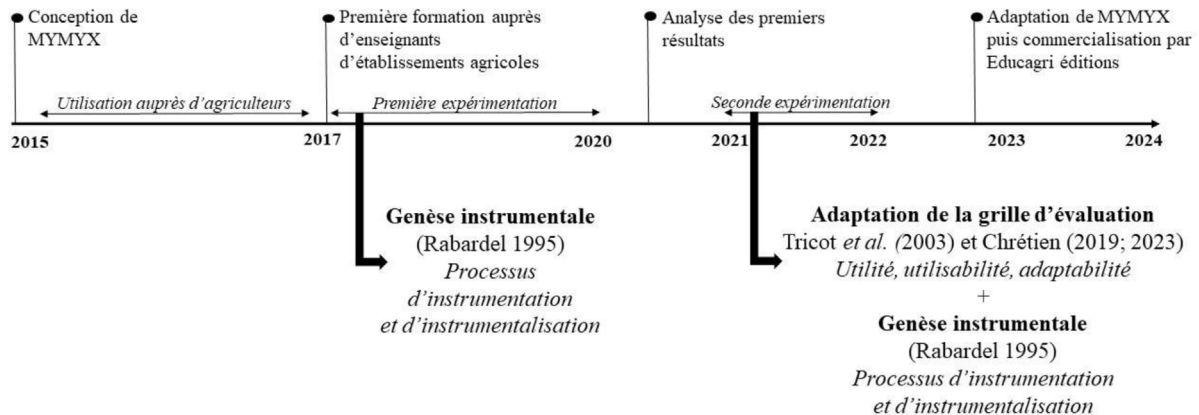 Conception de
MYMYX
Première formation auprès
d'enseignants
d'établissements agricoles
Analyse des premiers
résultats
Adaptation de MYMYX
puis commercialisation par
Educagri éditions
Utilisation auprès d'agriculteurs
Première expérimentation
Seconde expérimentation
2015
2017
2020
2021
2022
2023
2024
Genèse instrumentale
(Rabardel 1995)
Processus
d'instrumentation
et d'instrumentalisation
Adaptation de la grille d'évaluation
Tricot et al. (2003) et Chrétien (2019; 2023)
Utilité, utilisabilité, adaptabilité
+
Genèse instrumentale
(Rabardel 1995)
Processus d'instrumentation
et d'instrumentalisation